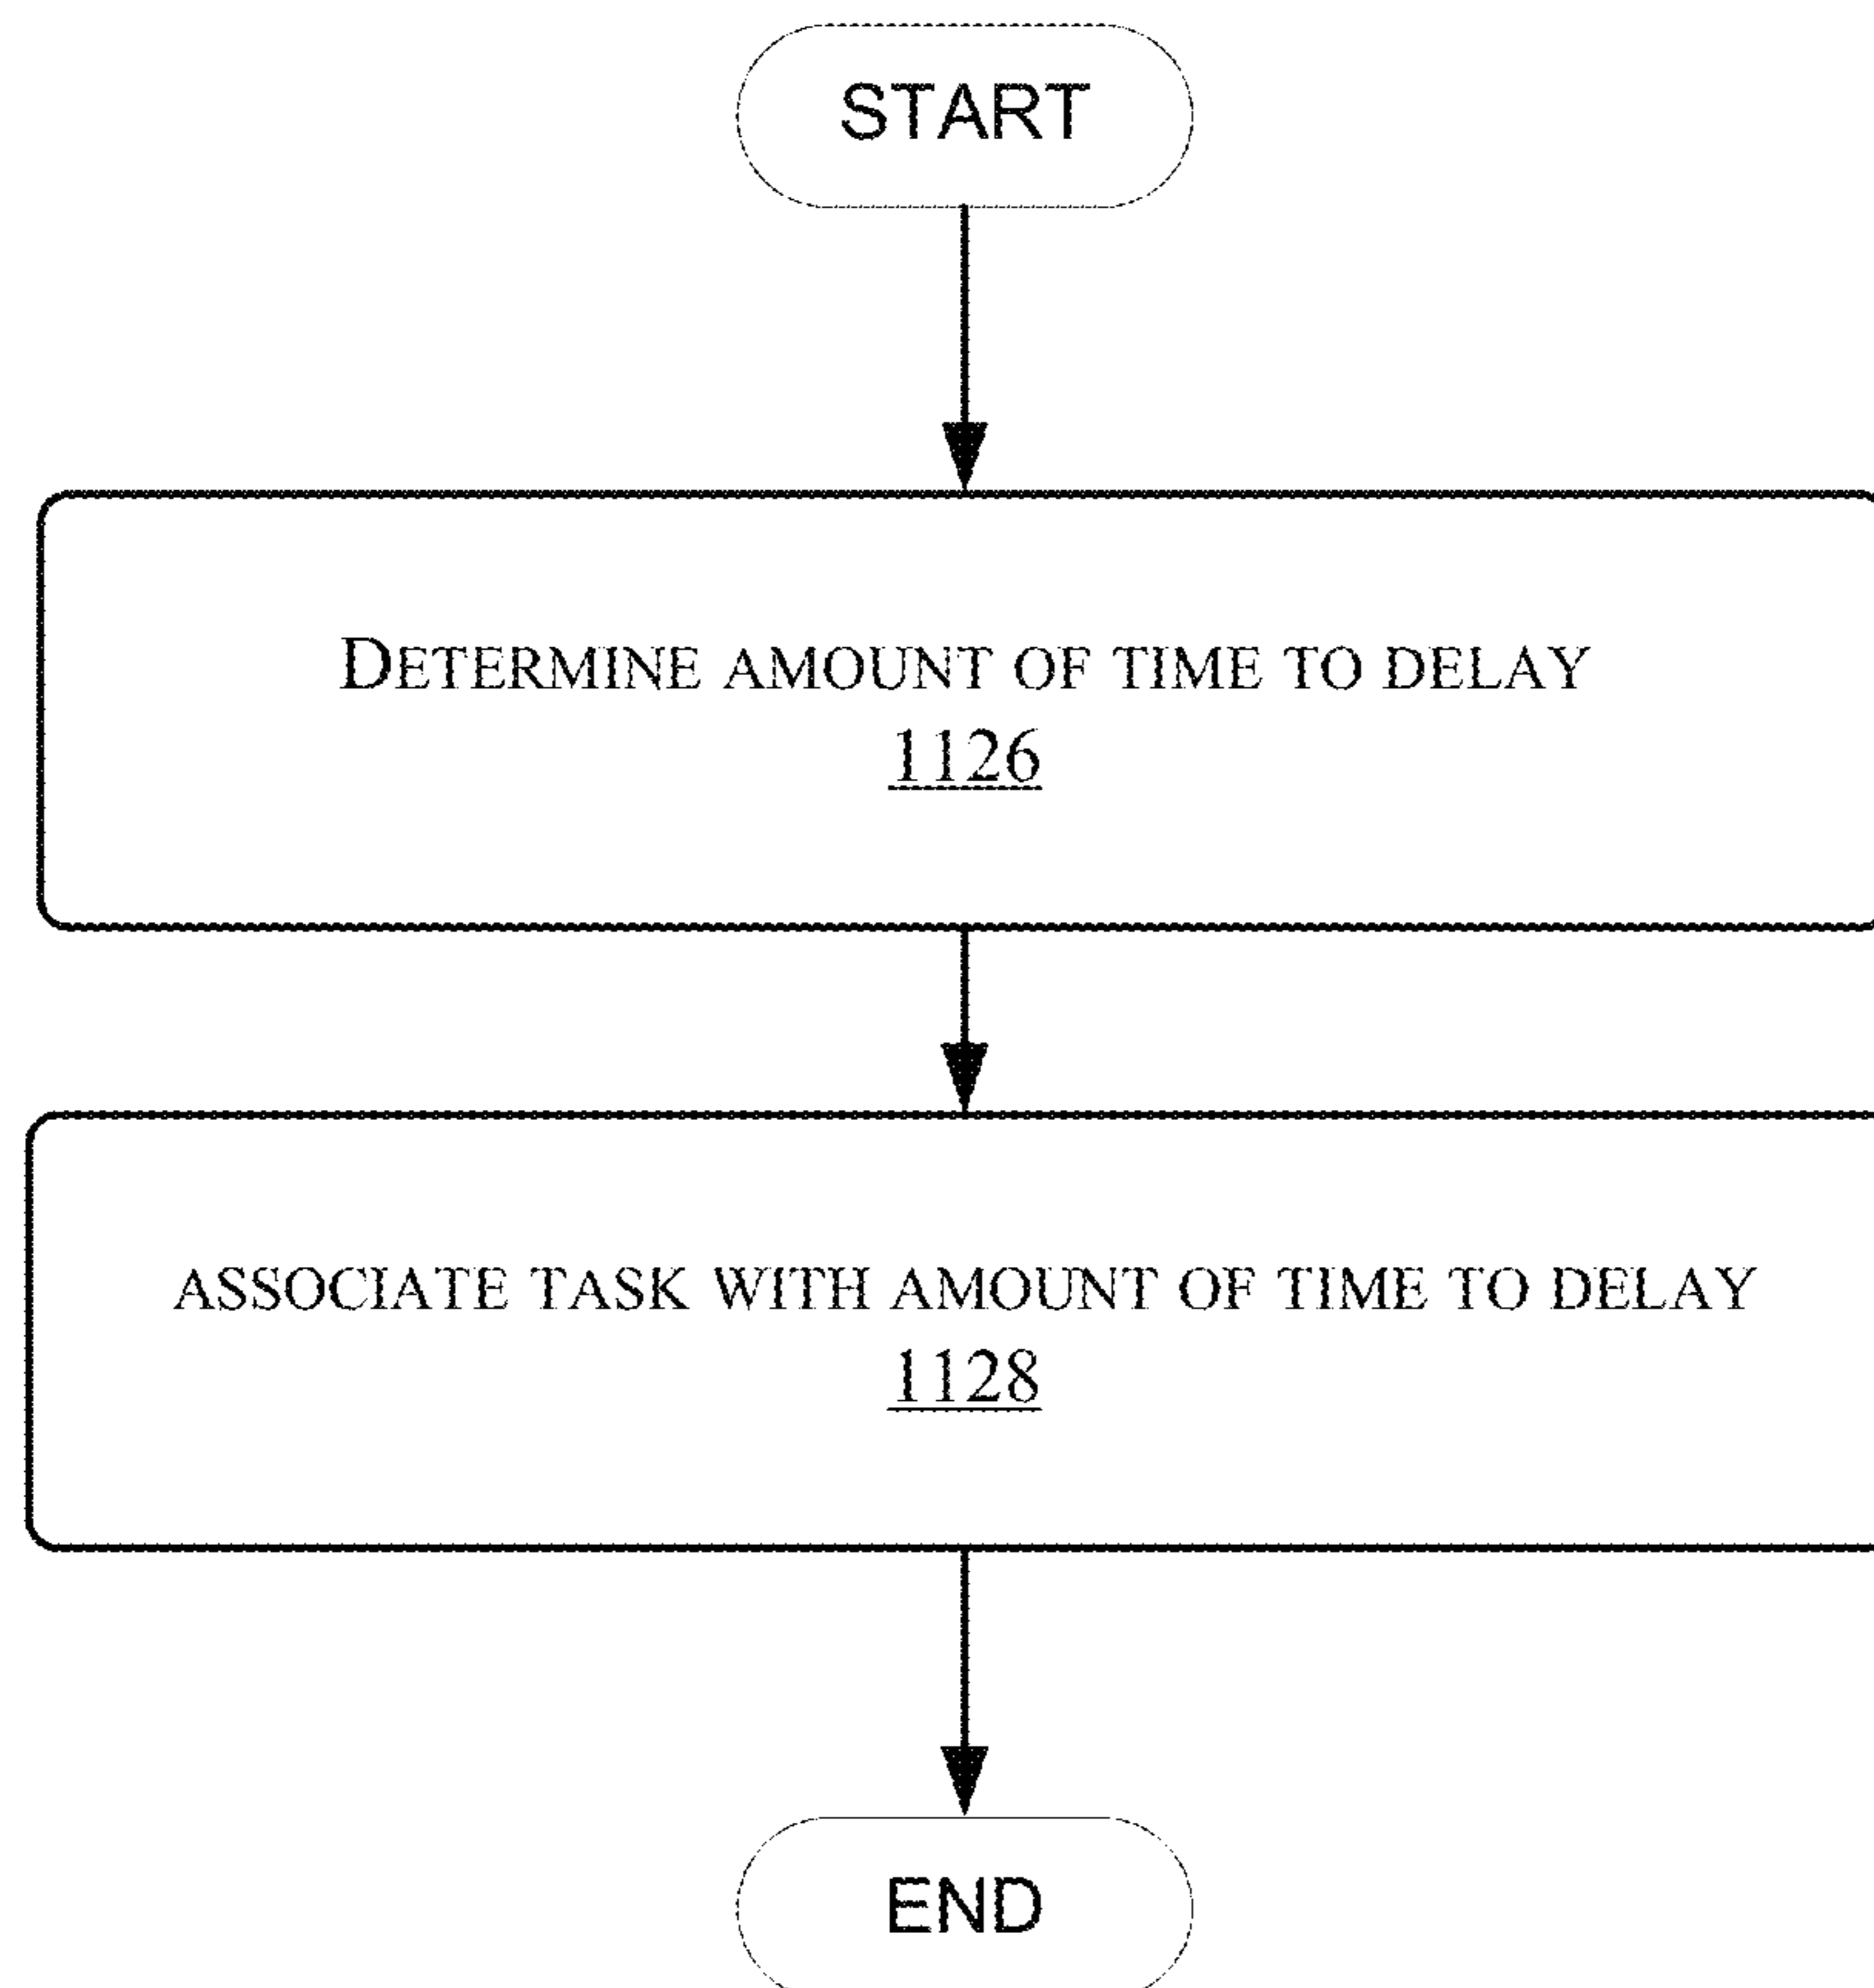 START
DETERMINE AMOUNT OF TIME TO DELAY
1126
ASSOCIATE TASK WITH AMOUNT OF TIME TO DELAY
1128
END